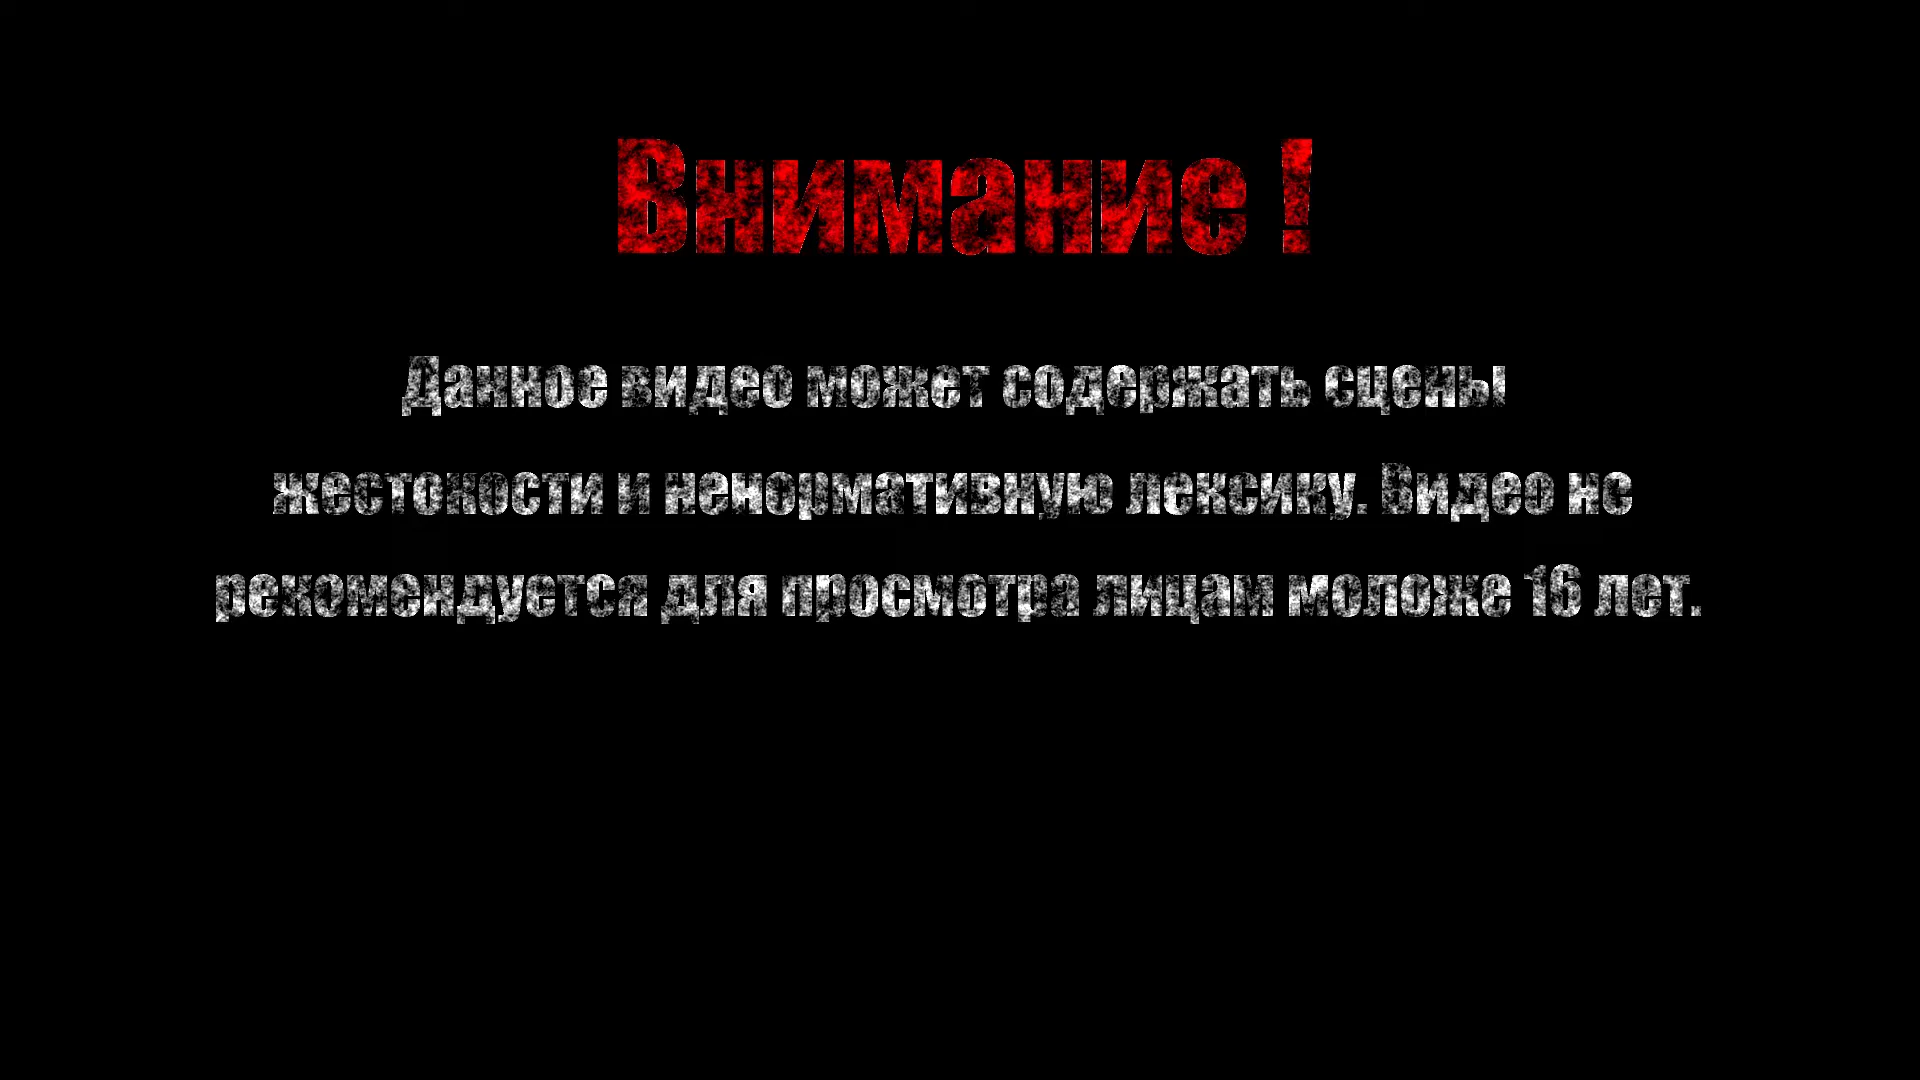 Внимание !
Данное видео может содержать сцены
жестокости и ненормативную лексику. Видео не
рекомендуется для просмотра лицам моложе 16 лет.